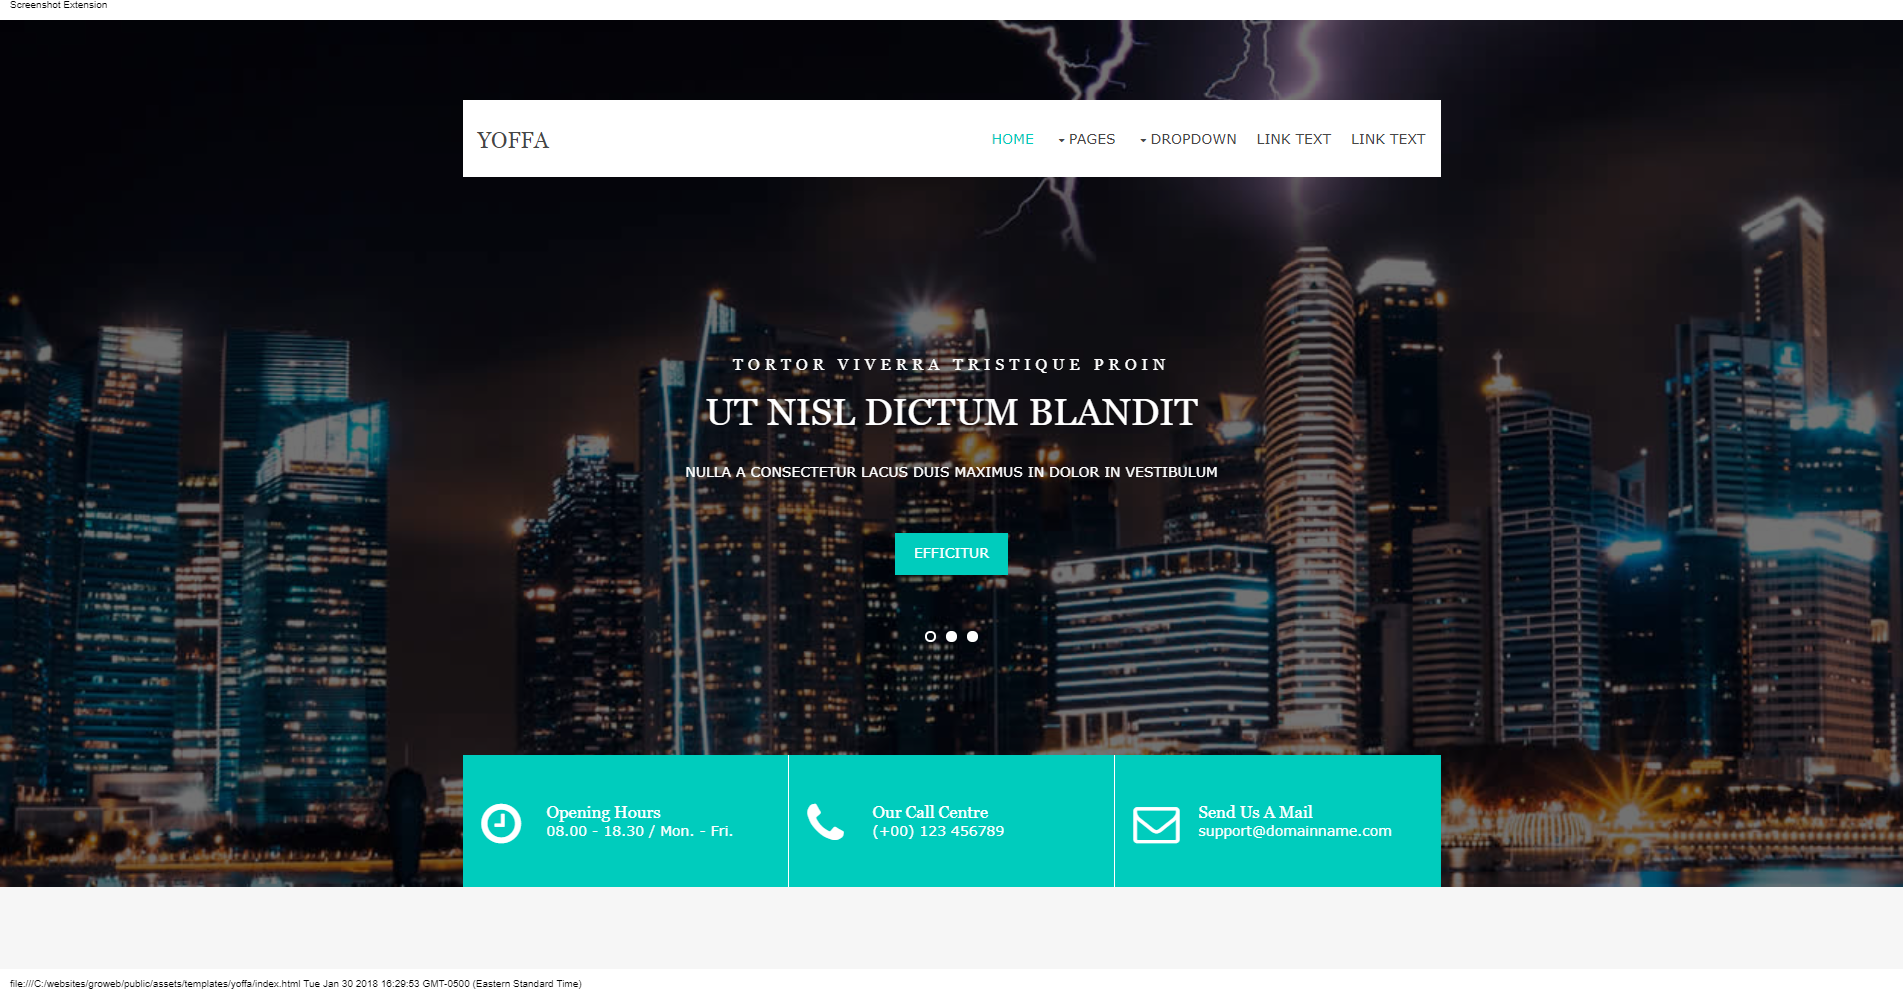 Screenshot Extension
YOFFA
HOME PAGES DROPDOWN LINK TEXT LINK TEXT
TORTOR VIVERRA TRISTIQUE PROIN
UT NISL DICTUM BLANDIT
NULLA A CONSECTETUR LACUS DUIS MAXIMUS IN DOLOR IN VESTIBULUM
EFFICITUR
Opening Hours
08.00 - 18.30 / Mon. - Fri.
Our Call Centre
(+00) 123 456789
Send Us A Mail
support@domainname.com
file:///C:/websites/groweb/public/assets/templates/yoffa/index.html Tue Jan 30 2018 16:29:53 GMT-0500 (Eastern Standard Time)